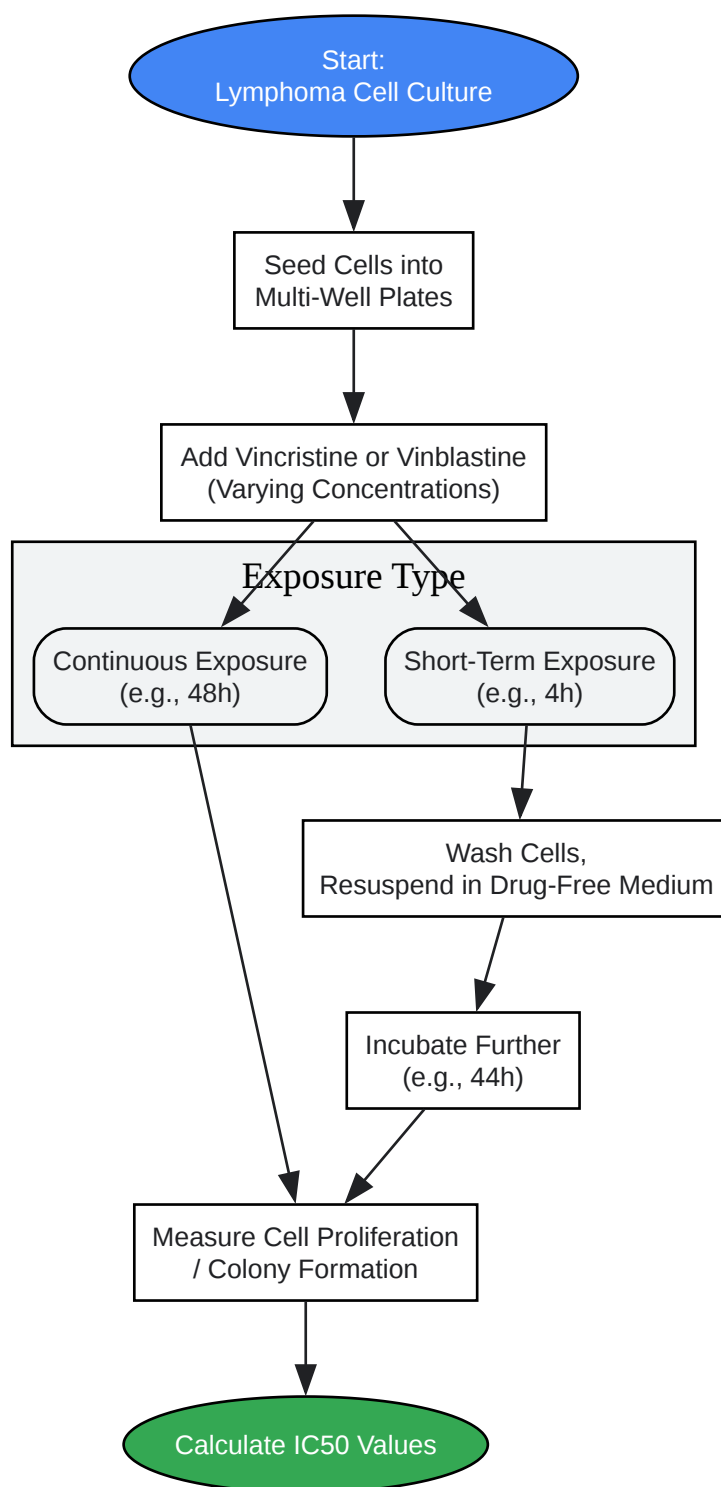 Start:
Lymphoma Cell Culture
Seed Cells into
Multi-Well Plates
Add Vincristine or Vinblastine
(Varying Concentrations)
Exposure Type
Continuous Exposure
(e.g., 48h)
Short-Term Exposure
(e.g., 4h)
Wash Cells,
Resuspend in Drug-Free Medium
Incubate Further
(e.g., 44h)
Measure Cell Proliferation
/ Colony Formation
Calculate IC50 Values